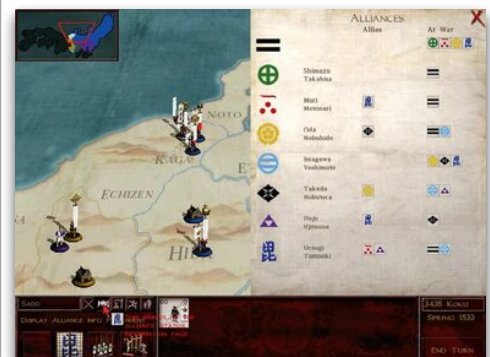 ALLIANCES
Allies
At War
Shimazu
Takahisa
Mori
Motonari
Oda
Nobuhide
Imagawa
Yoshimoto
Takeda
Nobutora
Hojo
Ujitsuna
Uesugi
NOTO
KAGA
ECHIZEN
SADO
DISPLAY ALLIANCE INFO
3435 KOKU
SPRING 1533
END TURN